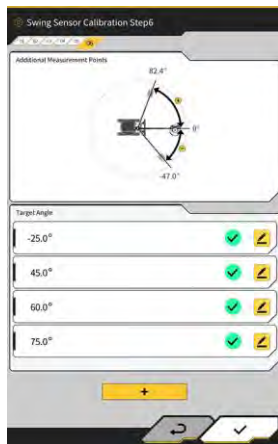 Swing Sensor Calibration Step6
Additional Measurement Points
82.4°
0°
-47.0°
Target Angle
-25.0°
45.0°
60.0°
75.0°
+